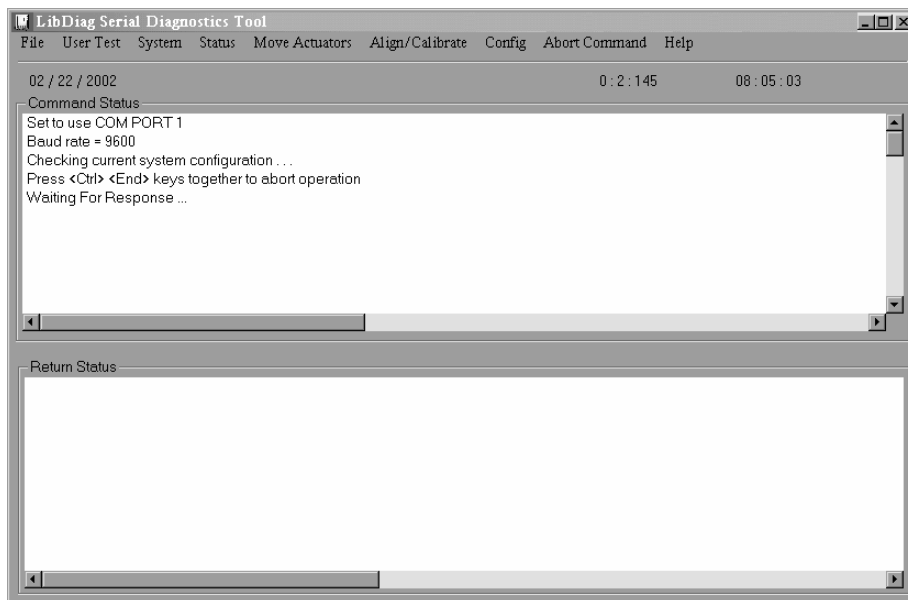 LibDiag Serial Diagnostics Tool
File User Test System Status Move Actuators Align/Calibrate Config Abort Command Help
02 / 22 / 2002 0 : 2 : 145 08 : 05 : 03
Command Status
Set to use COM PORT 1
Baud rate = 9600
Checking current system configuration . . .
Press <Ctrl> <End> keys together to abort operation
Waiting For Response ...
Return Status